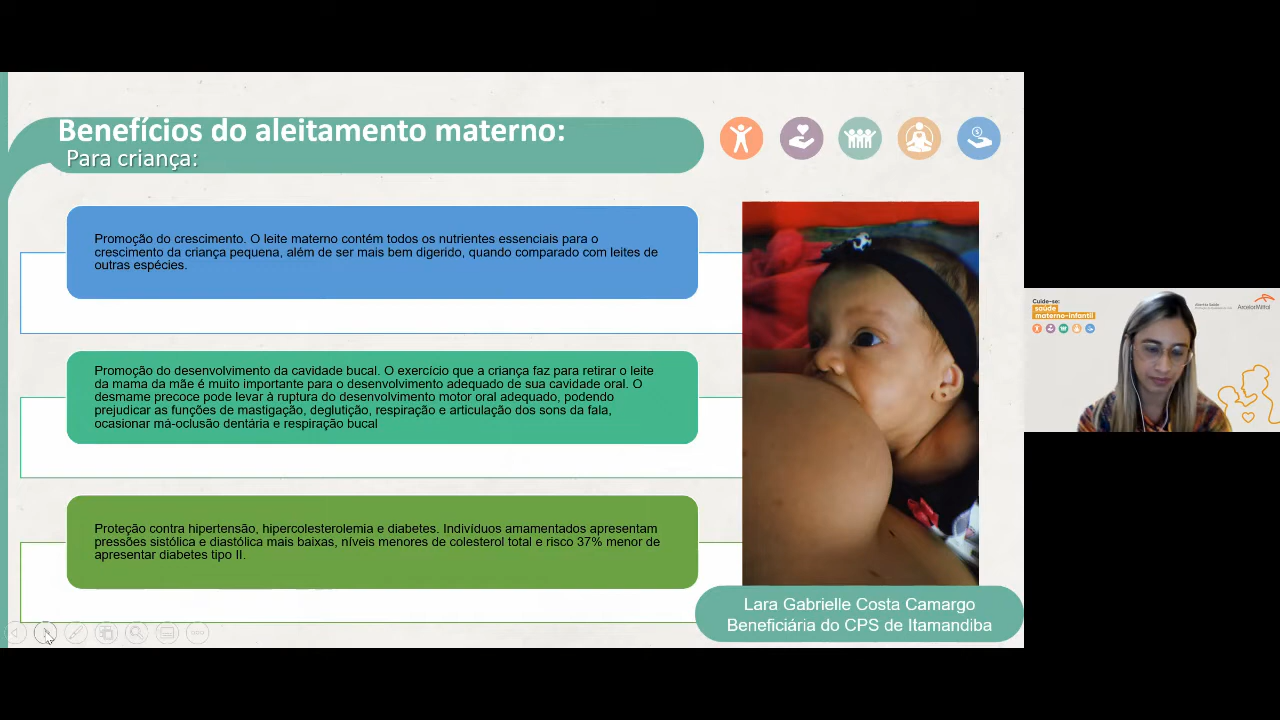 Benefícios do aleitamento materno:
Para criança:
Promoção do crescimento. O leite materno contém todos os nutrientes essenciais para o
crescimento da criança pequena, além de ser mais bem digerido, quando comparado com leites de
outras espécies.
Promoção do desenvolvimento da cavidade bucal. O exercício que a criança faz para retirar o leite
da mama da mãe é muito importante para o desenvolvimento adequado de sua cavidade oral. O
desmame precoce pode levar à ruptura do desenvolvimento motor oral adequado, podendo
prejudicar as funções de mastigação, deglutição, respiração e articulação dos sons da fala,
ocasionar má-oclusão dentária e respiração bucal
Proteção contra hipertensão, hipercolesterolemia e diabetes. Indivíduos amamentados apresentam
pressões sistólica e diastólica mais baixas, níveis menores de colesterol total e risco 37% menor de
apresentar diabetes tipo II.
Lara Gabrielle Costa Camargo
Beneficiária do CPS de Itamandiba
Cuide-se:
saúde
materno-infantil
ArcelorMittal